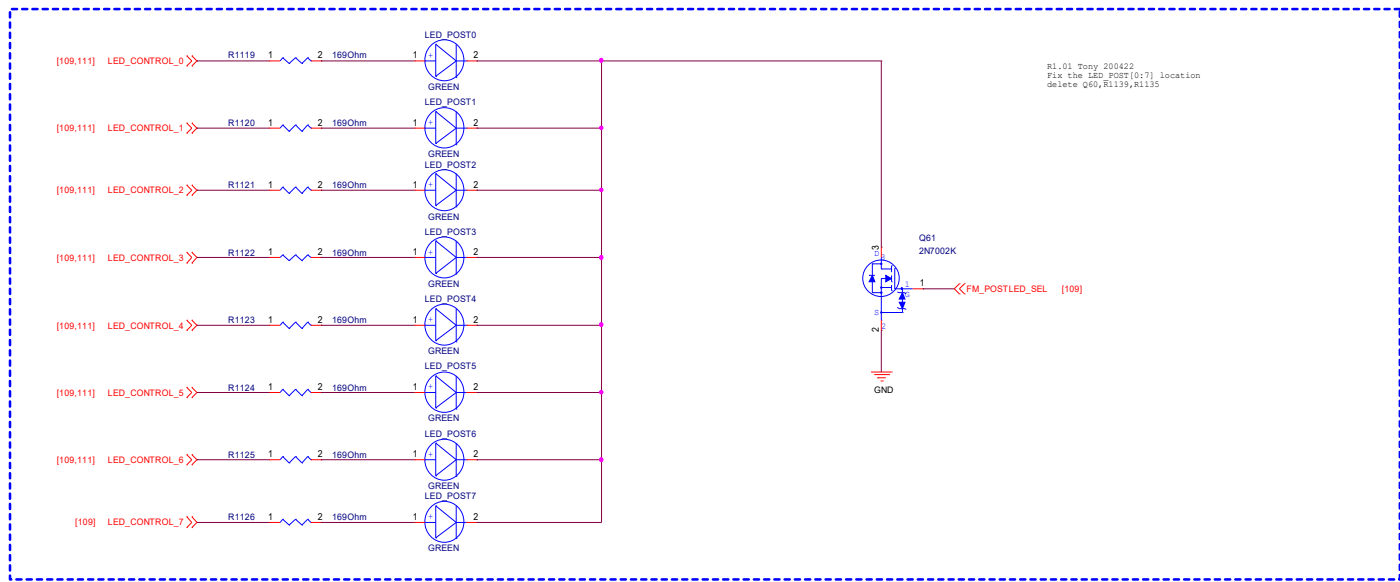 LED_POST0
[109,111] LED_CONTROL_0 R1119 1 2 169Ohm 1 + 2
GREEN
R1.01 Tony 200422
Fix the LED_POST[0:7] location
delete Q60,R1139,R1135
LED_POST1
[109,111] LED_CONTROL_1 R1120 1 2 169Ohm 1 + 2
GREEN
LED_POST2
[109,111] LED_CONTROL_2 R1121 1 2 169Ohm 1 + 2
GREEN
LED_POST3
[109,111] LED_CONTROL_3 R1122 1 2 169Ohm 1 + 2
GREEN
Q61
2N7002K
3
D
3
1
G
1
FM_POSTLED_SEL [109]
S
2
2
GND
LED_POST4
[109,111] LED_CONTROL_4 R1123 1 2 169Ohm 1 + 2
GREEN
LED_POST5
[109,111] LED_CONTROL_5 R1124 1 2 169Ohm 1 + 2
GREEN
LED_POST6
[109,111] LED_CONTROL_6 R1125 1 2 169Ohm 1 + 2
GREEN
LED_POST7
[109] LED_CONTROL_7 R1126 1 2 169Ohm 1 + 2
GREEN